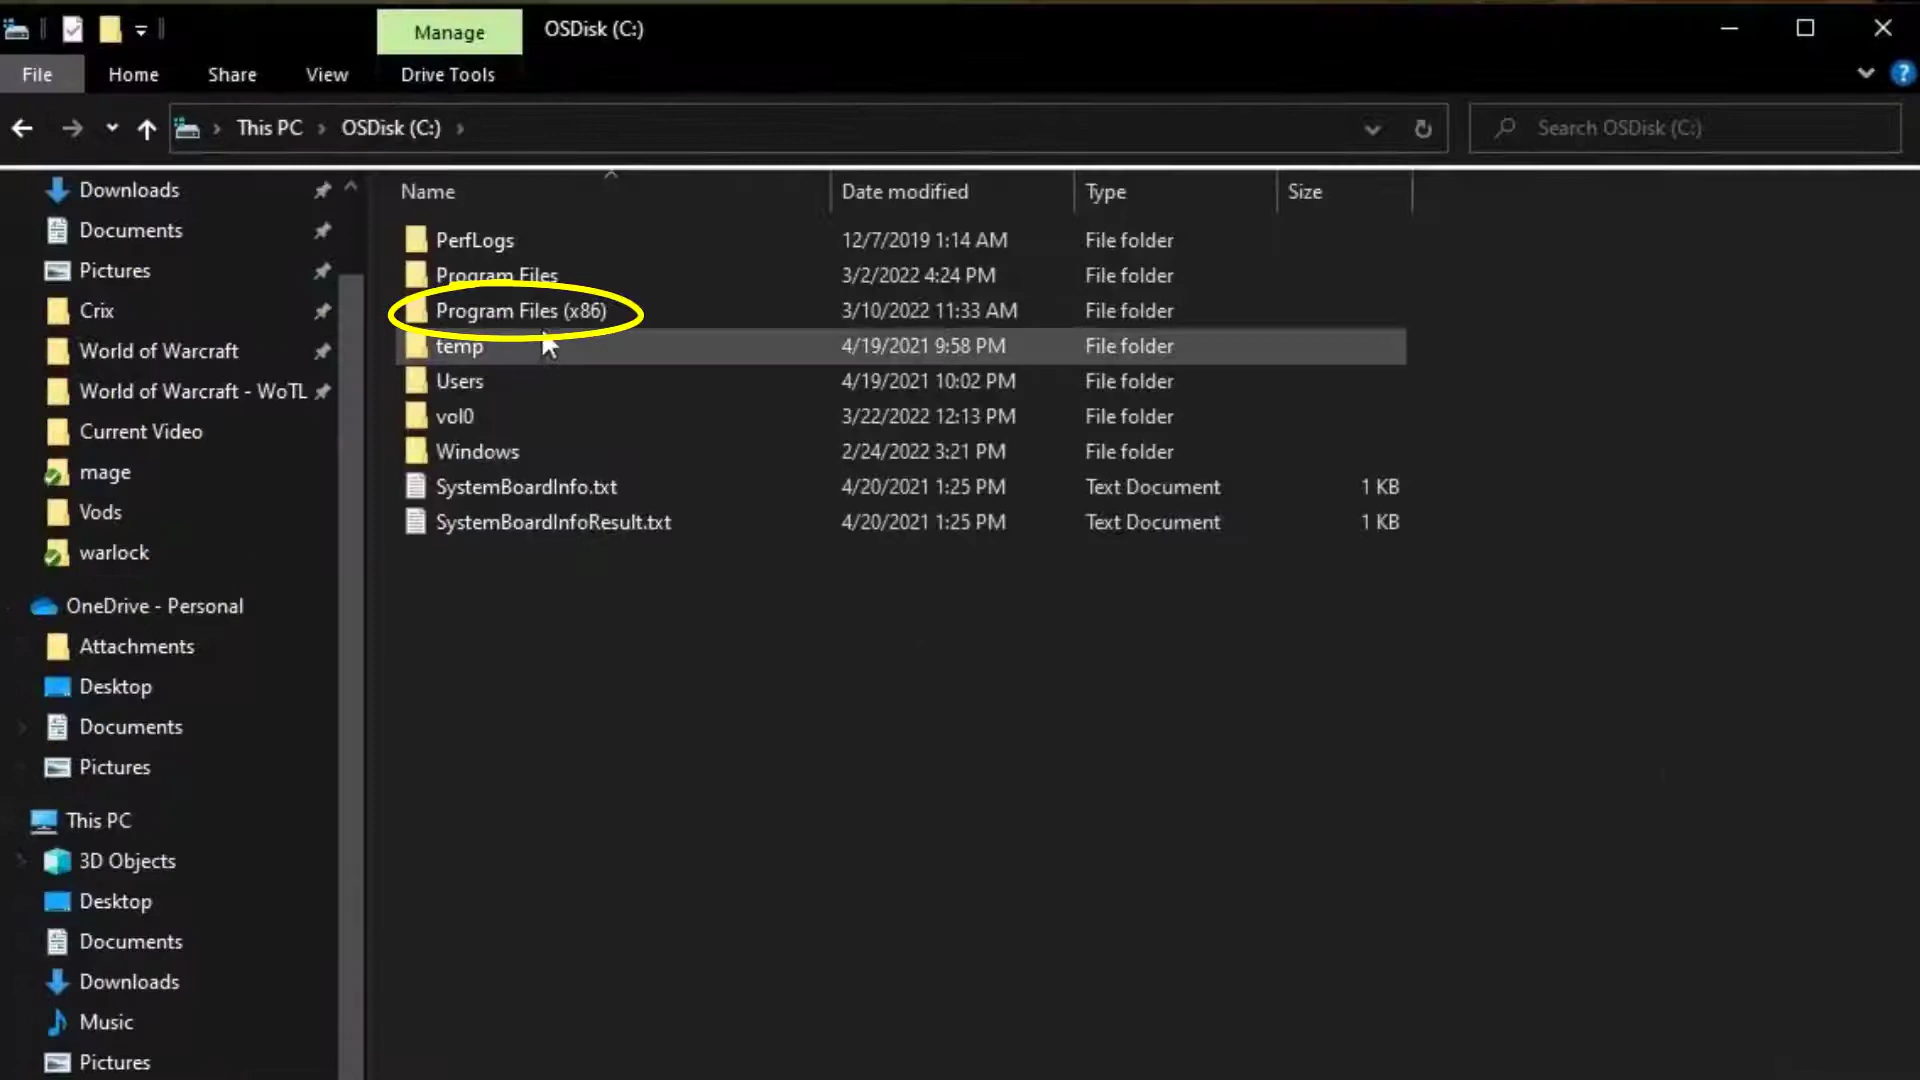 Manage OSDisk (C:)
File Home Share View Drive Tools ?
This PC OSDisk (C:) Search OSDisk (C:)
Name Date modified Type Size
PerfLogs 12/7/2019 1:14 AM File folder
Program Files 3/2/2022 4:24 PM File folder
Program Files (x86) 3/10/2022 11:33 AM File folder
temp 4/19/2021 9:58 PM File folder
Users 4/19/2021 10:02 PM File folder
vol0 3/22/2022 12:13 PM File folder
Windows 2/24/2022 3:21 PM File folder
SystemBoardInfo.txt 4/20/2021 1:25 PM Text Document 1 KB
SystemBoardInfoResult.txt 4/20/2021 1:25 PM Text Document 1 KB
Downloads
Documents
Pictures
Crix
World of Warcraft
World of Warcraft - WoTL
Current Video
mage
Vods
warlock
OneDrive - Personal
Attachments
Desktop
Documents
Pictures
This PC
3D Objects
Desktop
Documents
Downloads
Music
Pictures